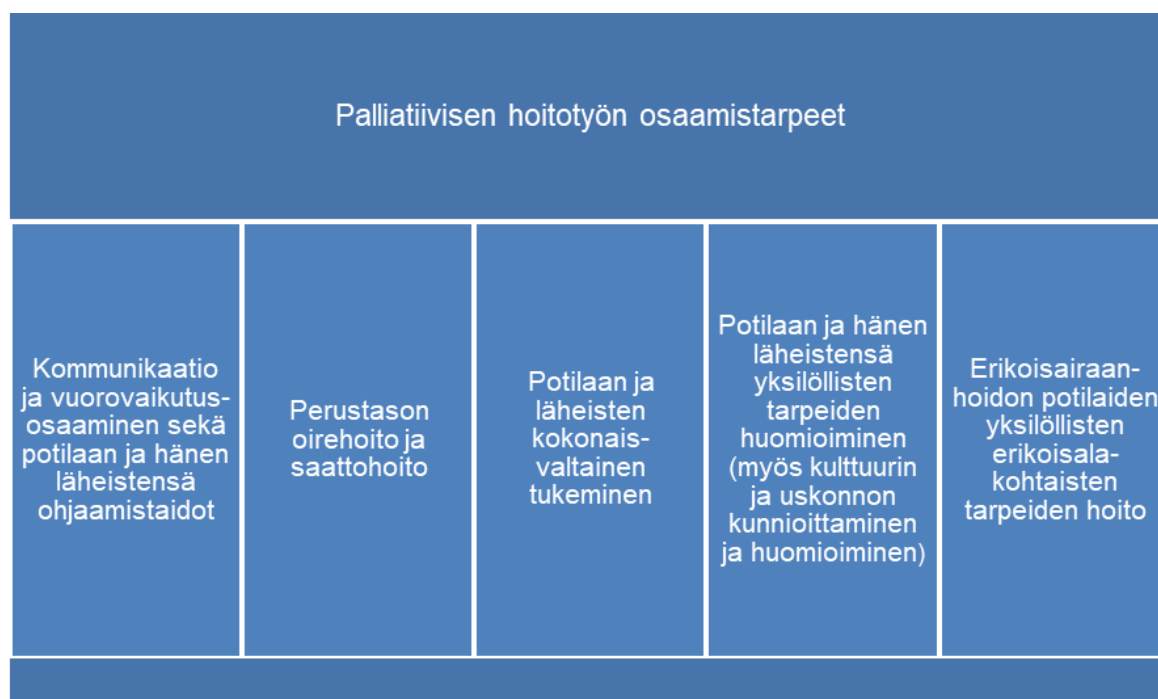 Palliatiivisen hoitotyön osaamistarpeet
Kommunikaatio
ja vuorovaikutus-
osaaminen sekä
potilaan ja hänen
läheistensä
ohjaamistaidot
Perustason
oirehoito ja
saattohoito
Potilaan ja
läheisten
kokonais-
valtainen
tukeminen
Potilaan ja hänen
läheistensä
yksilöllisten
tarpeiden
huomioiminen
(myös kulttuurin
ja uskonnon
kunnioittaminen
ja huomioiminen)
Erikoisairaan-
hoidon potilaiden
yksilöllisten
erikoisala-
kohtaisten
tarpeiden hoito